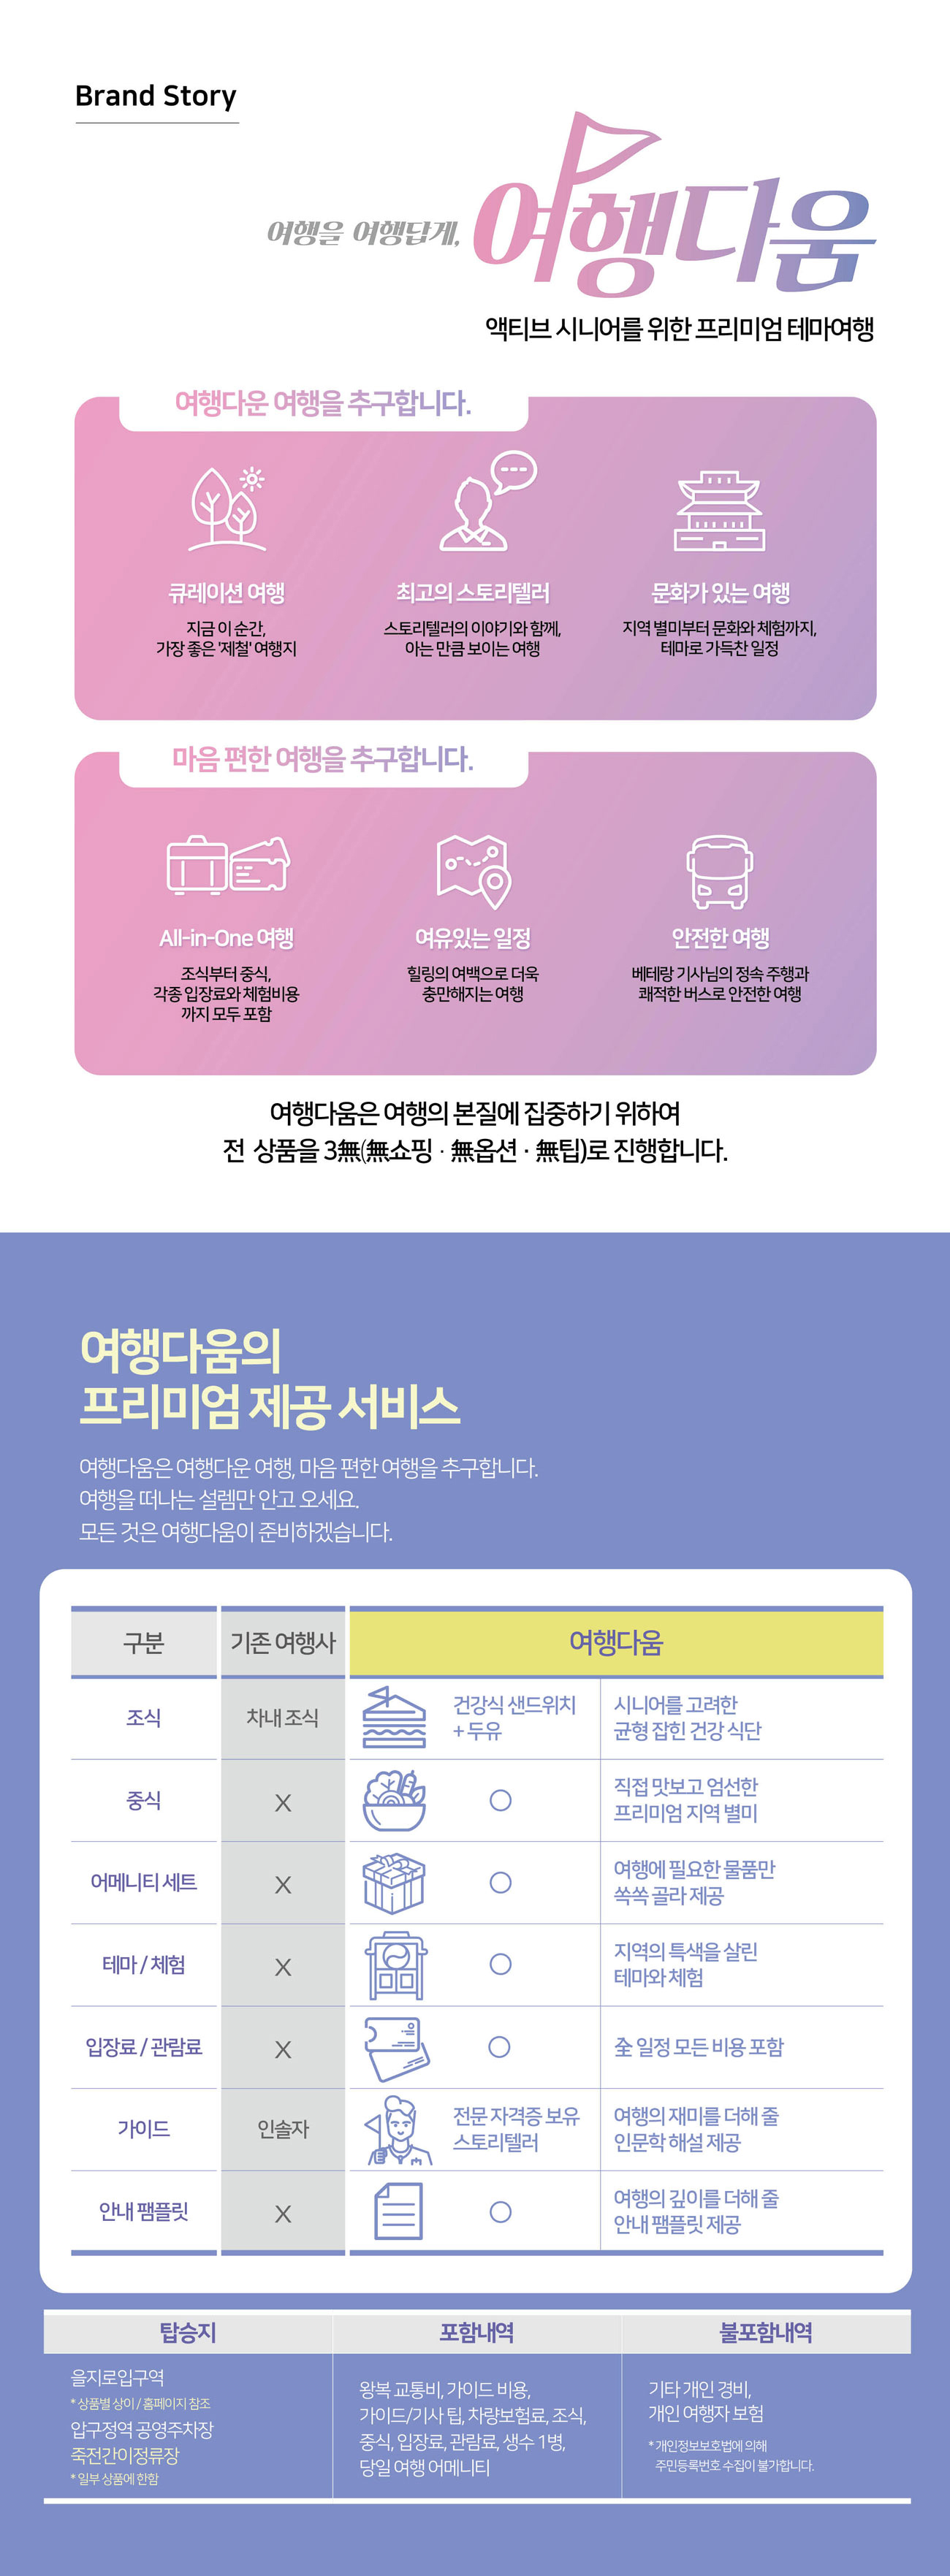 Brand Story
여행을 여행답게,
여행다움
액티브 시니어를 위한 프리미엄 테마여행
여행다운 여행을 추구합니다.
큐레이션 여행
지금 이 순간,
가장 좋은 '제철' 여행지
최고의 스토리텔러
스토리텔러의 이야기와 함께,
아는 만큼 보이는 여행
문화가 있는 여행
지역 별미부터 문화와 체험까지,
테마로 가득찬 일정
마음 편한 여행을 추구합니다.
All-in-One 여행
조식부터 중식,
각종 입장료와 체험비용
까지 모두 포함
여유있는 일정
힐링의 여백으로 더욱
충만해지는 여행
안전한 여행
베테랑 기사님의 정속 주행과
쾌적한 버스로 안전한 여행
여행다움은 여행의 본질에 집중하기 위하여
전 상품을 3無(無쇼핑 · 無옵션 · 無팁)로 진행합니다.
여행다움의
프리미엄 제공 서비스
여행다움은 여행다운 여행, 마음 편한 여행을 추구합니다.
여행을 떠나는 설렘만 안고 오세요.
모든 것은 여행다움이 준비하겠습니다.
구분 기존 여행사 여행다움
조식 차내 조식
건강식 샌드위치
+ 두유
시니어를 고려한
균형 잡힌 건강 식단
중식 X ○
직접 맛보고 엄선한
프리미엄 지역 별미
어메니티 세트 X ○
여행에 필요한 물품만
쏙쏙 골라 제공
테마 / 체험 X ○
지역의 특색을 살린
테마와 체험
입장료 / 관람료 X ○ 全 일정 모든 비용 포함
가이드 인솔자
전문 자격증 보유
스토리텔러
여행의 재미를 더해 줄
인문학 해설 제공
안내 팸플릿 X ○
여행의 깊이를 더해 줄
안내 팸플릿 제공
탑승지
을지로입구역
* 상품별 상이 / 홈페이지 참조
압구정역 공영주차장
죽전간이정류장
* 일부 상품에 한함
포함내역
왕복 교통비, 가이드 비용,
가이드/기사 팁, 차량보험료, 조식,
중식, 입장료, 관람료, 생수 1병,
당일 여행 어메니티
불포함내역
기타 개인 경비,
개인 여행자 보험
* 개인정보보호법에 의해
주민등록번호 수집이 불가합니다.